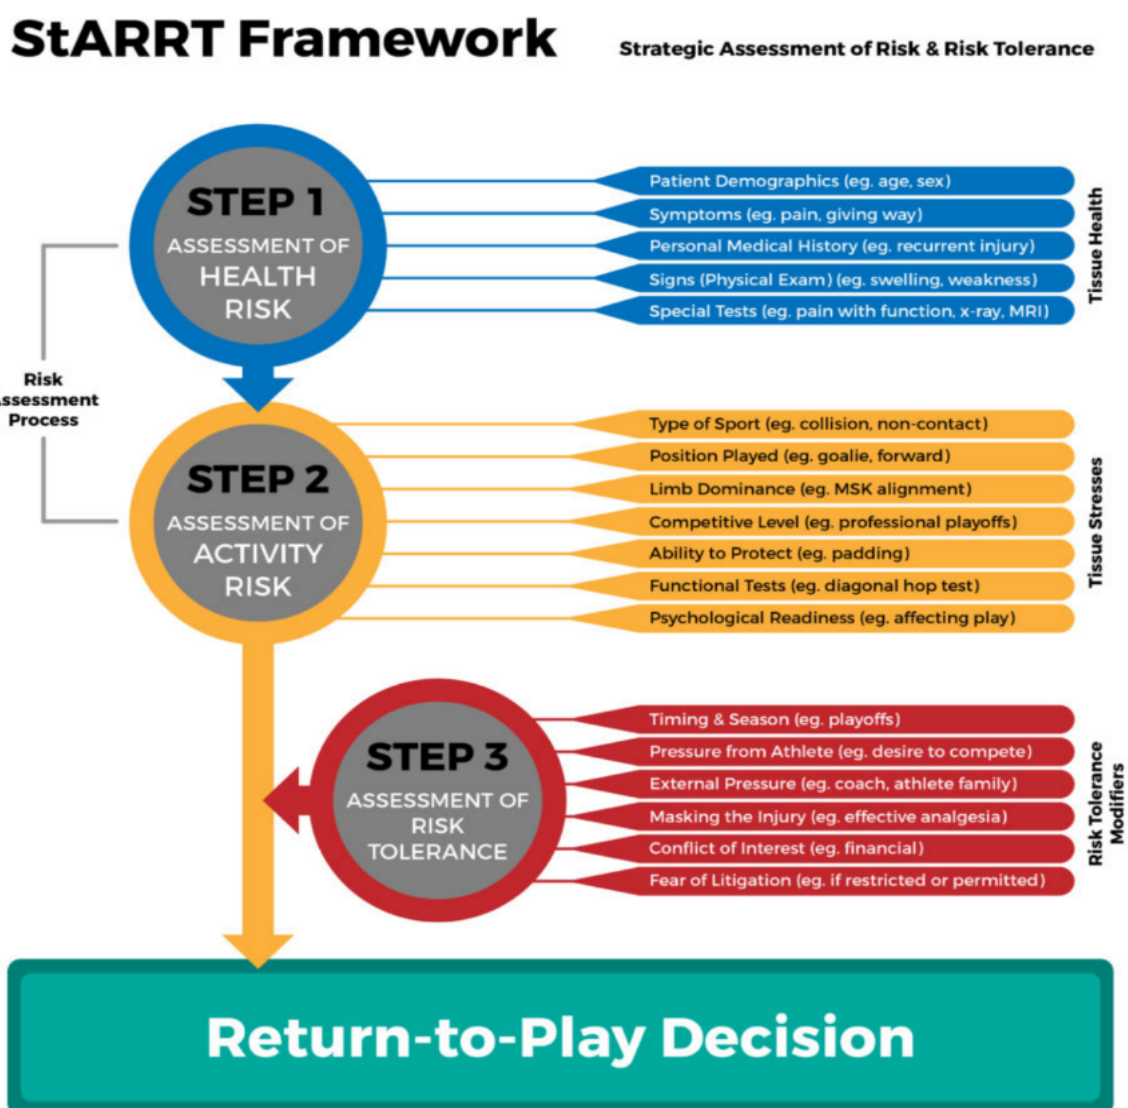 StARRT Framework
Strategic Assessment of Risk & Risk Tolerance
STEP 1
ASSESSMENT OF
HEALTH
RISK
Patient Demographics (eg. age, sex)
Symptoms (eg. pain, giving way)
Personal Medical History (eg. recurrent injury)
Signs (Physical Exam) (eg. swelling, weakness)
Special Tests (eg. pain with function, x-ray, MRI)
Tissue Health
Risk
ssessment
Process
STEP 2
ASSESSMENT OF
ACTIVITY
RISK
Type of Sport (eg. collision, non-contact)
Position Played (eg. goalie, forward)
Limb Dominance (eg. MSK alignment)
Competitive Level (eg. professional playoffs)
Ability to Protect (eg. padding)
Functional Tests (eg. diagonal hop test)
Psychological Readiness (eg. affecting play)
Tissue Stresses
STEP 3
ASSESSMENT OF
RISK
TOLERANCE
Timing & Season (eg. playoffs)
Pressure from Athlete (eg. desire to compete)
External Pressure (eg. coach, athlete family)
Masking the Injury (eg. effective analgesia)
Conflict of Interest (eg. financial)
Fear of Litigation (eg. if restricted or permitted)
Risk Tolerance
Modifiers
Return-to-Play Decision